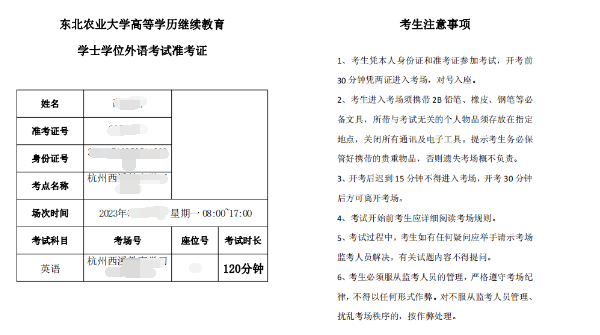 东北农业大学高等学历继续教育
学士学位外语考试准考证
姓名
准考证号
身份证号
考点名称 杭州西
场次时间 2023年 星期一 08:00~17:00
考试科目 考场号 座位号 考试时长
英语 杭州西 120分钟
考生注意事项
1、考生凭本人身份证和准考证参加考试，开考前
30分钟凭两证进入考场，对号入座。
2、考生进入考场须携带 2B 铅笔、橡皮、钢笔等必
备文具，所带与考试无关的个人物品须存放在指定
地点，关闭所有通讯及电子工具。提示考生务必保
管好携带的贵重物品，否则遗失考场概不负责。
3、开考后迟到 15 分钟不得进入考场，开考 30 分钟
后方可离开考场。
4、考试开始前考生应详细阅读考场规则。
5、考试过程中，考生如有任何疑问应举手请示考场
监考人员解决，有关试题内容不得提问。
6、考生必须服从监考人员的管理，严格遵守考场纪
律，不得以任何形式作弊。对不服从监考人员管理、
扰乱考场秩序的，按作弊处理。